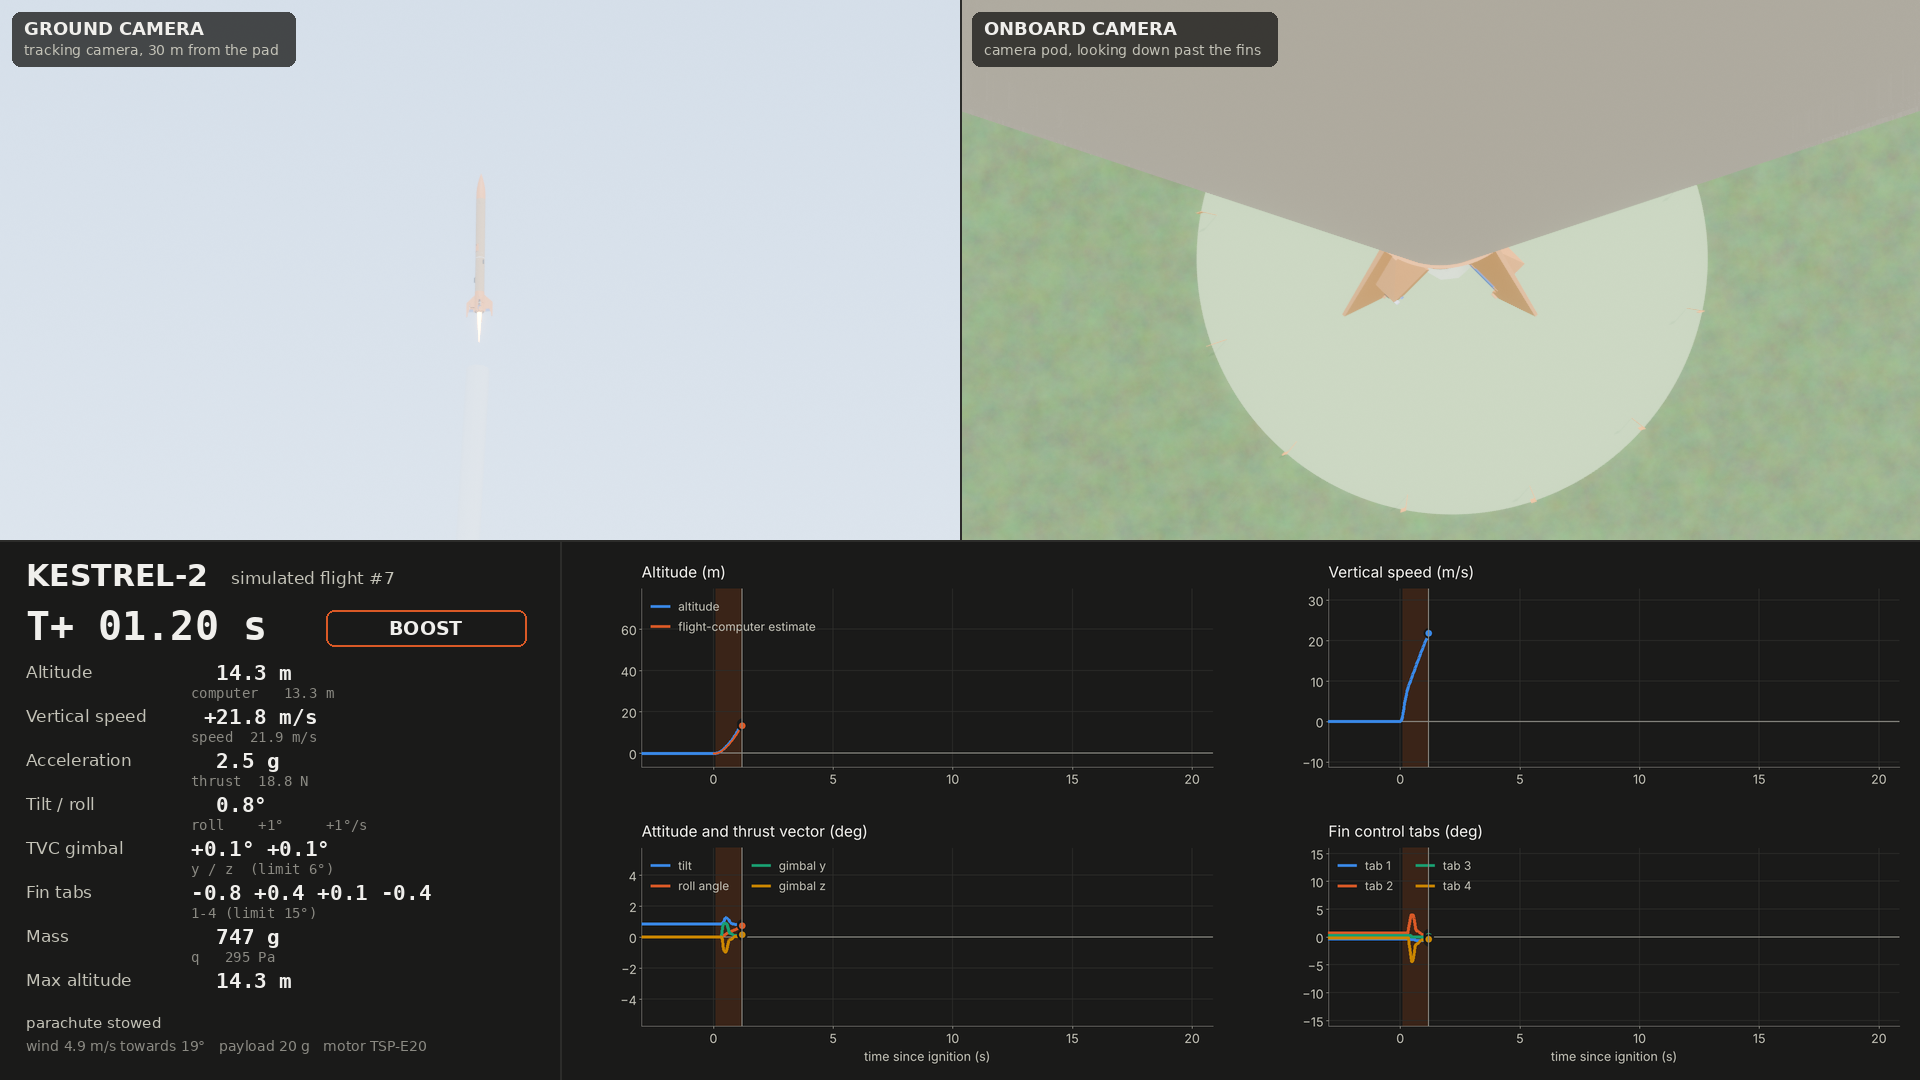 GROUND CAMERA
tracking camera, 30 m from the pad
ONBOARD CAMERA
camera pod, looking down past the fins
KESTREL-2 simulated flight #7
T+ 01.20 s BOOST
Altitude 14.3 m
computer 13.3 m
Vertical speed +21.8 m/s
speed 21.9 m/s
Acceleration 2.5 g
thrust 18.8 N
Tilt / roll 0.8°
roll +1° +1°/s
TVC gimbal +0.1° +0.1°
y / z (limit 6°)
Fin tabs -0.8 +0.4 +0.1 -0.4
1-4 (limit 15°)
Mass 747 g
q 295 Pa
Max altitude 14.3 m
parachute stowed
wind 4.9 m/s towards 19° payload 20 g motor TSP-E20
Altitude (m)
altitude
flight-computer estimate
60
40
20
0
0 5 10 15 20
Vertical speed (m/s)
30
20
10
0
−10
0 5 10 15 20
Attitude and thrust vector (deg)
tilt gimbal y
roll angle gimbal z
4
2
0
−2
−4
0 5 10 15 20
time since ignition (s)
Fin control tabs (deg)
tab 1 tab 3
tab 2 tab 4
15
10
5
0
−5
−10
−15
0 5 10 15 20
time since ignition (s)